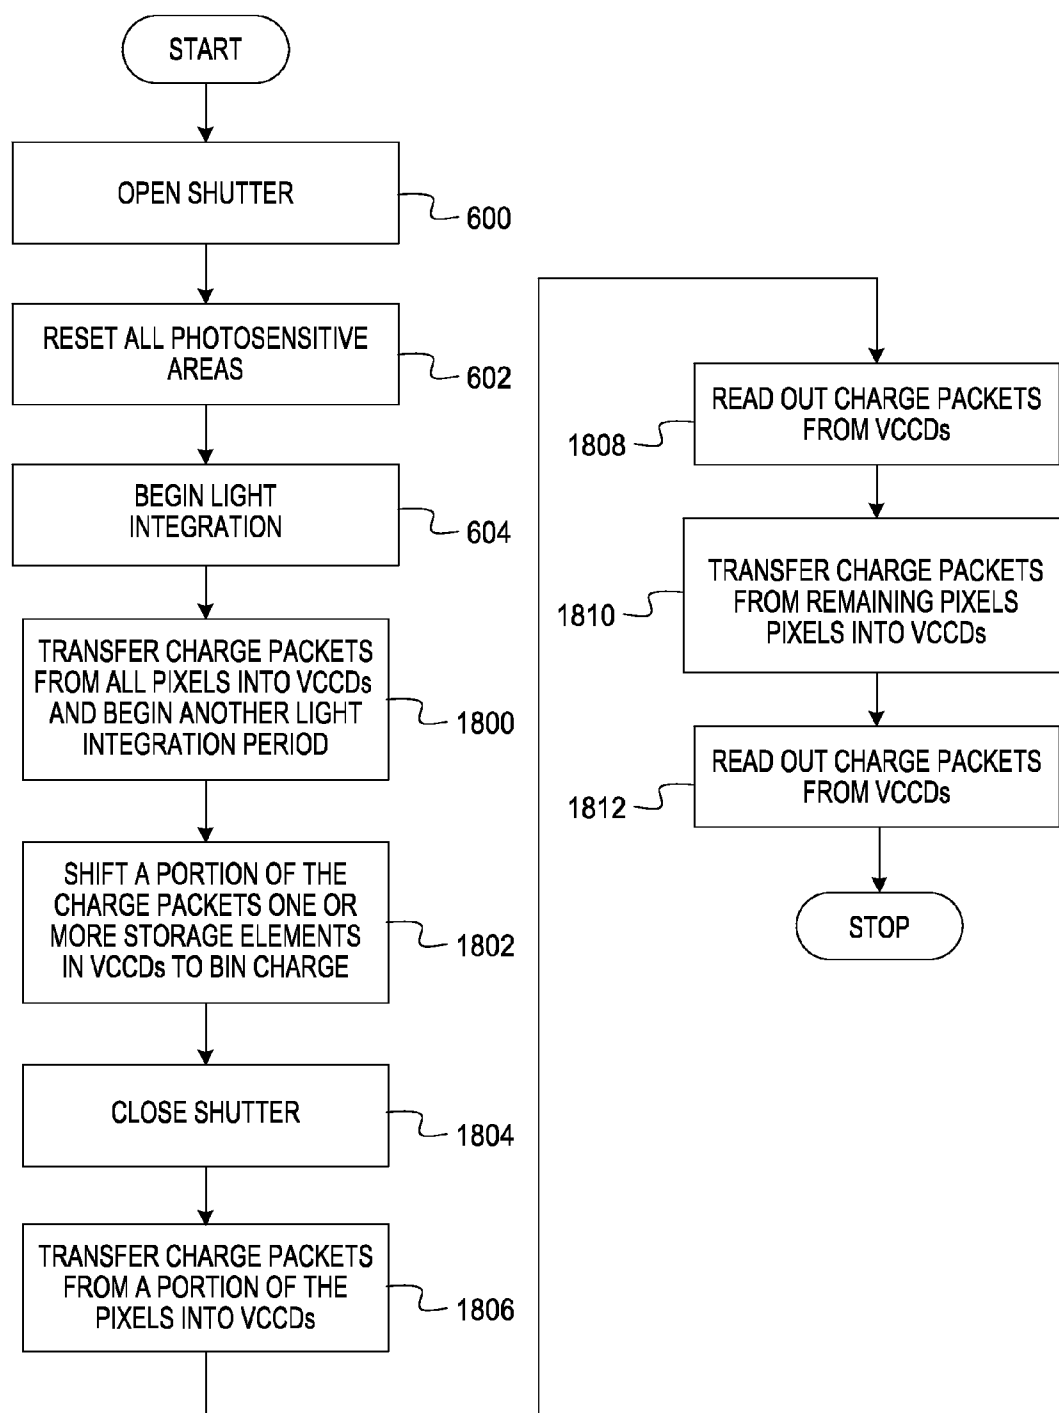 START
OPEN SHUTTER
600
RESET ALL PHOTOSENSITIVE
AREAS
602
BEGIN LIGHT
INTEGRATION
604
TRANSFER CHARGE PACKETS
FROM ALL PIXELS INTO VCCDs
AND BEGIN ANOTHER LIGHT
INTEGRATION PERIOD
1800
SHIFT A PORTION OF THE
CHARGE PACKETS ONE OR
MORE STORAGE ELEMENTS
IN VCCDs TO BIN CHARGE
1802
CLOSE SHUTTER
1804
TRANSFER CHARGE PACKETS
FROM A PORTION OF THE
PIXELS INTO VCCDs
1806
READ OUT CHARGE PACKETS
FROM VCCDs
1808
TRANSFER CHARGE PACKETS
FROM REMAINING PIXELS
PIXELS INTO VCCDs
1810
READ OUT CHARGE PACKETS
FROM VCCDs
1812
STOP